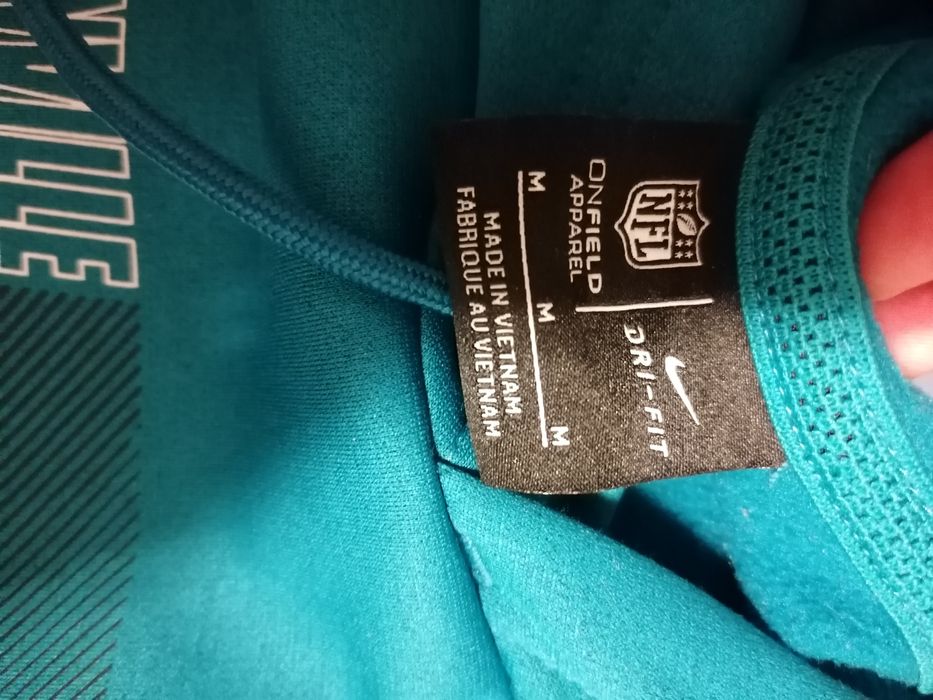 NFL
ONFIELD
APPAREL
DRI-FIT
M M M
MADE IN VIETNAM
FABRIQUE AU VIETNAM